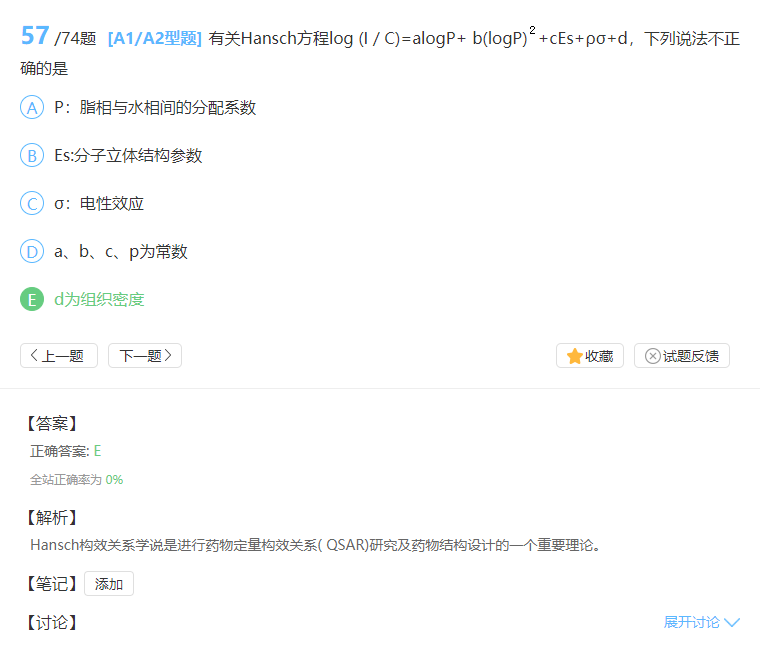 57 /74题 [A1/A2型题] 有关Hansch方程log (I / C)=alogP+ b(logP)²+cEs+ρσ+d，下列说法不正
确的是
A P：脂相与水相间的分配系数
B Es:分子立体结构参数
C σ：电性效应
D a、b、c、p为常数
E d为组织密度
上一题 下一题 收藏 试题反馈
【答案】
正确答案: E
全站正确率为 0%
【解析】
Hansch构效关系学说是进行药物定量构效关系( QSAR)研究及药物结构设计的一个重要理论。
【笔记】 添加
【讨论】 展开讨论